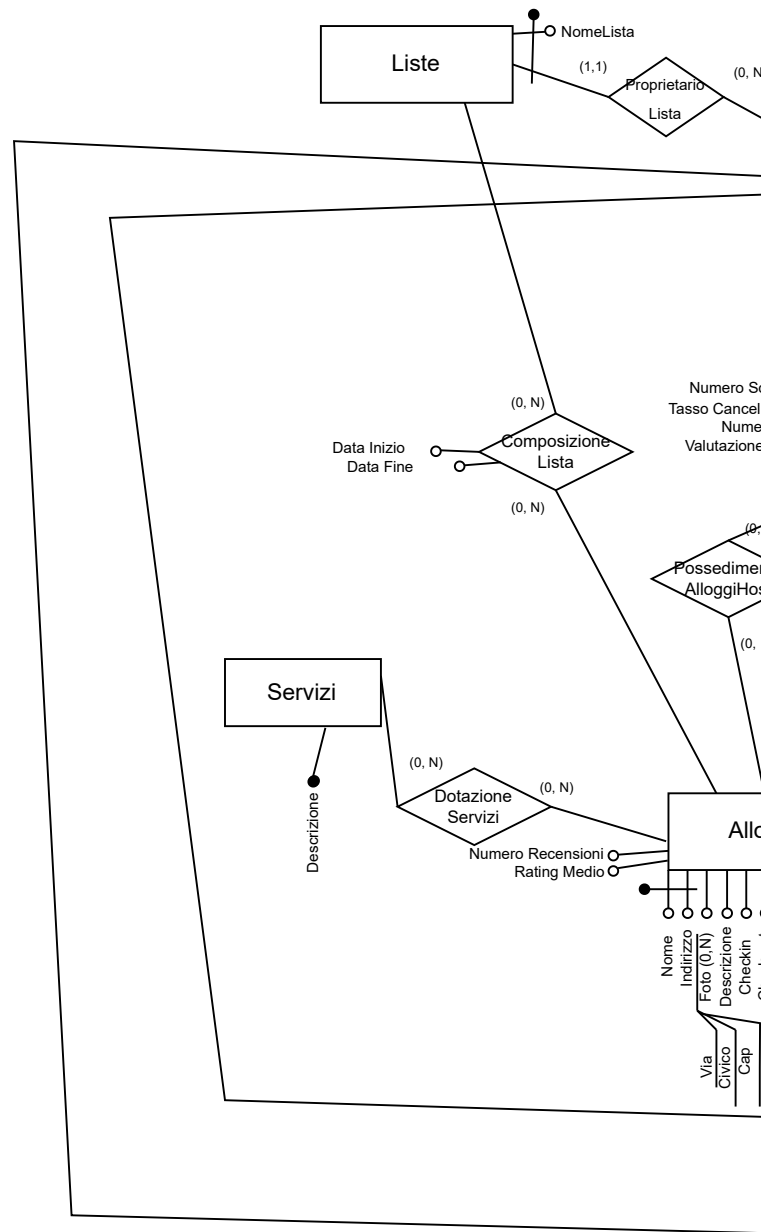 NomeLista
Liste
(1,1)
(0, N
Proprietario
Lista
Numero
(0, N)
Tasso Cancel
Nume
Composizione
Data Inizio
Valutazione
Lista
Data Fine
(0, N)
(0,
Possedimen
AlloggiHos
(0,
Servizi
(0, N)
(0, N)
Dotazione
Servizi
Descrizione
Allo
Numero Recensioni
Rating Medio
Nome
Indirizzo
Foto (0,N)
Descrizione
Checkin
Via
Civico
Cap